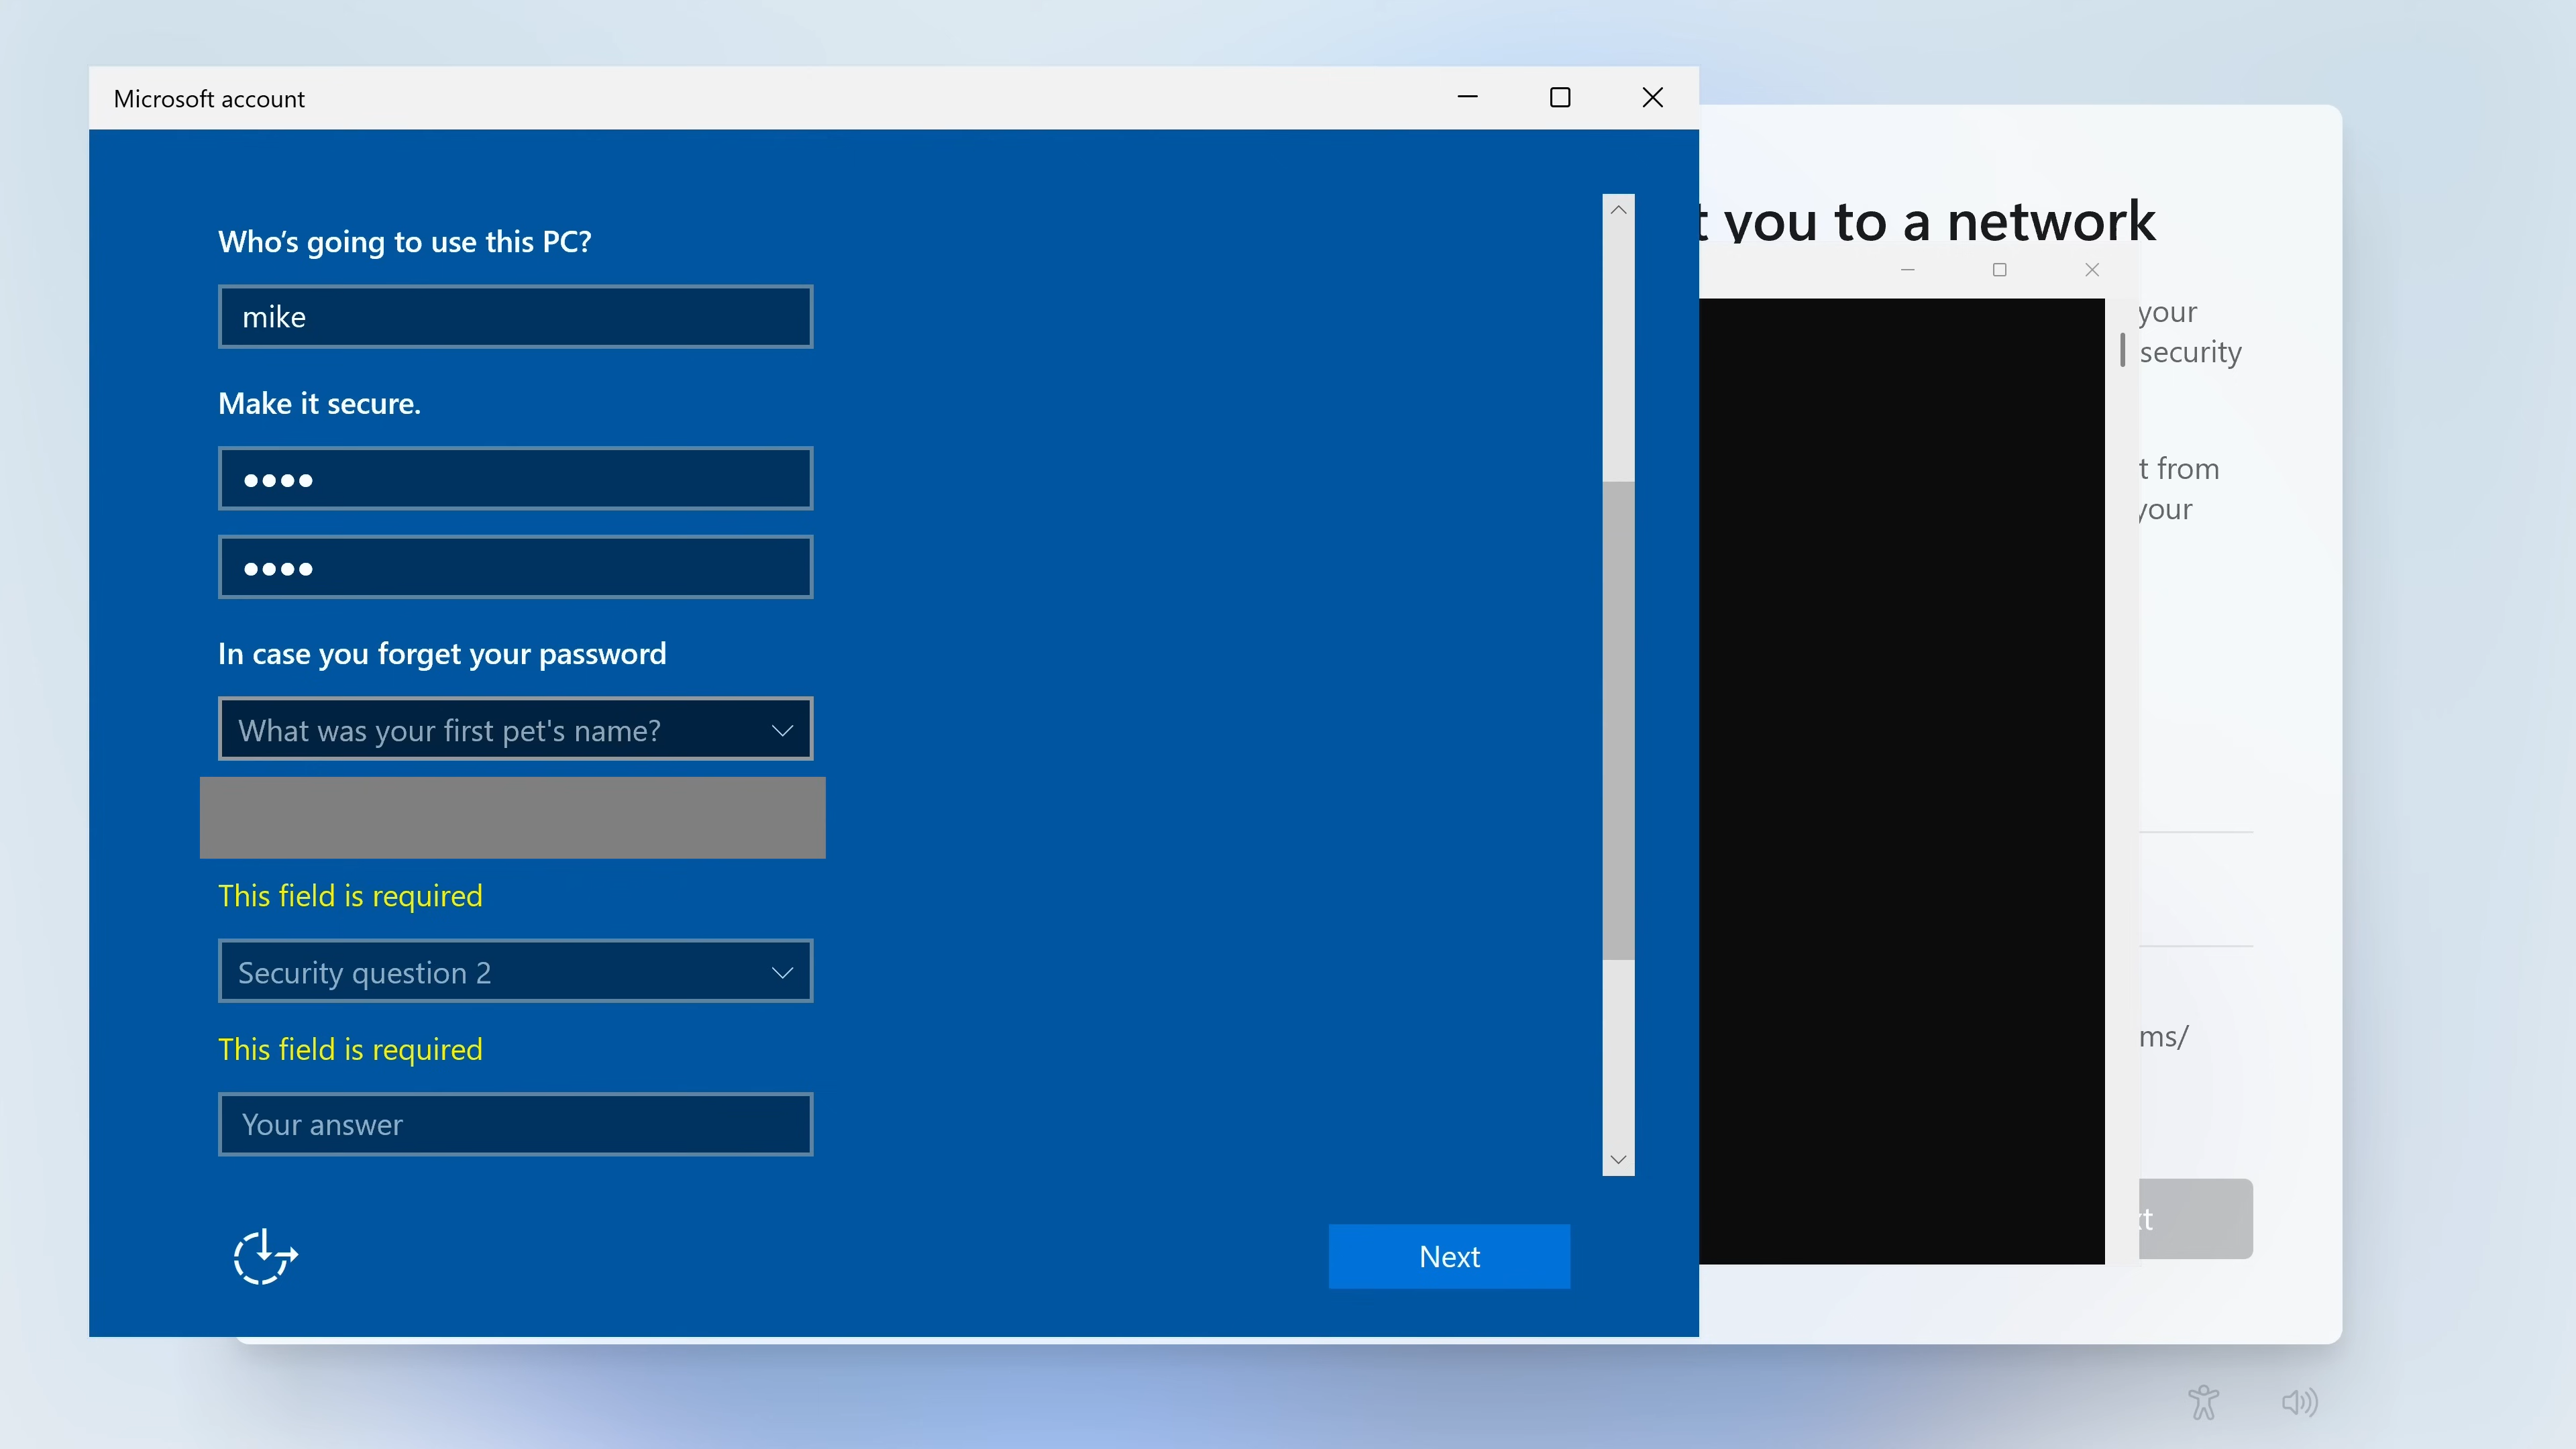 Microsoft account
t you to a network
Who's going to use this PC?
mike
your
security
Make it secure.
••••
t from
your
••••
In case you forget your password
What was your first pet's name?
This field is required
Security question 2
This field is required
ms/
Your answer
Next